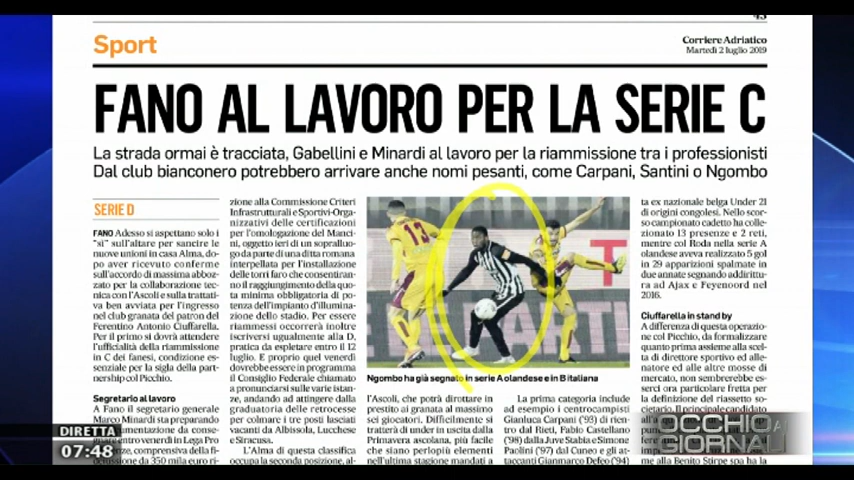 43
Sport
Corriere Adriatico
Martedì 2 luglio 2019
FANO AL LAVORO PER LA SERIE C
La strada ormai è tracciata, Gabellini e Minardi al lavoro per la riammissione tra i professionisti
Dal club bianconero potrebbero arrivare anche nomi pesanti, come Carpani, Santini o Ngombo
SERIE D
FANO Adesso si aspettano solo i
"sì" sull'altare per sancire le
nuove unioni in casa Alma, dopo
aver ricevuto conferme
sull'accordo di massima abbozzato
per la collaborazione tecnica
con l'Ascoli e sulla trattativa
ben avviata per l'ingresso
nel club granata del patron del
Ferentino Antonio Ciuffarella.
Per il primo si dovrà attendere
l'ufficialità della riammissione
in C dei fanesi, condizione essenziale
per la sigla della partnership
col Picchio.
Segretario al lavoro
A Fano il segretario generale
Marco Minardi sta preparando
umentazione da consegnare
entro venerdì in Lega Pro
zione alla Commissione Criteri
Infrastrutturali e Sportivi-Organizzativi
delle certificazioni
per l'omologazione del Mancini,
oggetto ieri di un sopralluogo
da parte di una ditta romana
interpellata per l'installazione
delle torri faro che consentiranno
il raggiungimento della quota
minima obbligatoria di potenza
dell'impianto d'illuminazione
dello stadio. Per essere
riammessi occorrerà inoltre
iscriversi ugualmente alla D,
pratica da espletare entro il 12
luglio. E proprio quel venerdì
dovrebbe essere in programma
il Consiglio Federale chiamato
a pronunciarsi sulle varie istanze,
andando ad attingere dalla
graduatoria delle retrocesse
per colmare i tre posti lasciati
vacanti da Albissola, Lucchese
e Siracusa.
L'Alma di questa classifica
occupa la seconda posizione, al-
13
T
ARTI
Ngombo ha già segnato in serie A olandese e in B italiana
l'Ascoli, che potrà dirottare in
prestito ai granata al massimo
sei giocatori. Difficilmente si
tratterà di under in uscita dalla
Primavera ascolana, più facile
che siano perlopiù elementi
nell'ultima stagione mandati a
La prima categoria include
ad esempio i centrocampisti
Gianluca Carpani ('93) di rientro
dal Rieti, Fabio Castellano
('98) dalla Juve Stabia e Simone
Paolini ('97) dal Cuneo e gli attaccanti
Gianmarco Defeo ('94)
ta ex nazionale belga Under 21
di origini congolesi. Nello scorso
campionato cadetto ha collezionato
13 presenze e 2 reti,
mentre col Roda nella serie A
olandese aveva realizzato 5 gol
in 29 apparizioni spalmate in
due annate segnando addirittura
ad Ajax e Feyenoord nel
2016.
Ciuffarella in stand by
A differenza di questa operazione
col Picchio, da formalizzare
quanto prima assieme alla scelta
di direttore sportivo ed allenatore
ed alle altre mosse di
mercato, non sembrerebbe esserci
ora particolare fretta per
la definizione del riassetto
DIRETTA
07:48
OCCHIO AI
GIORNALI